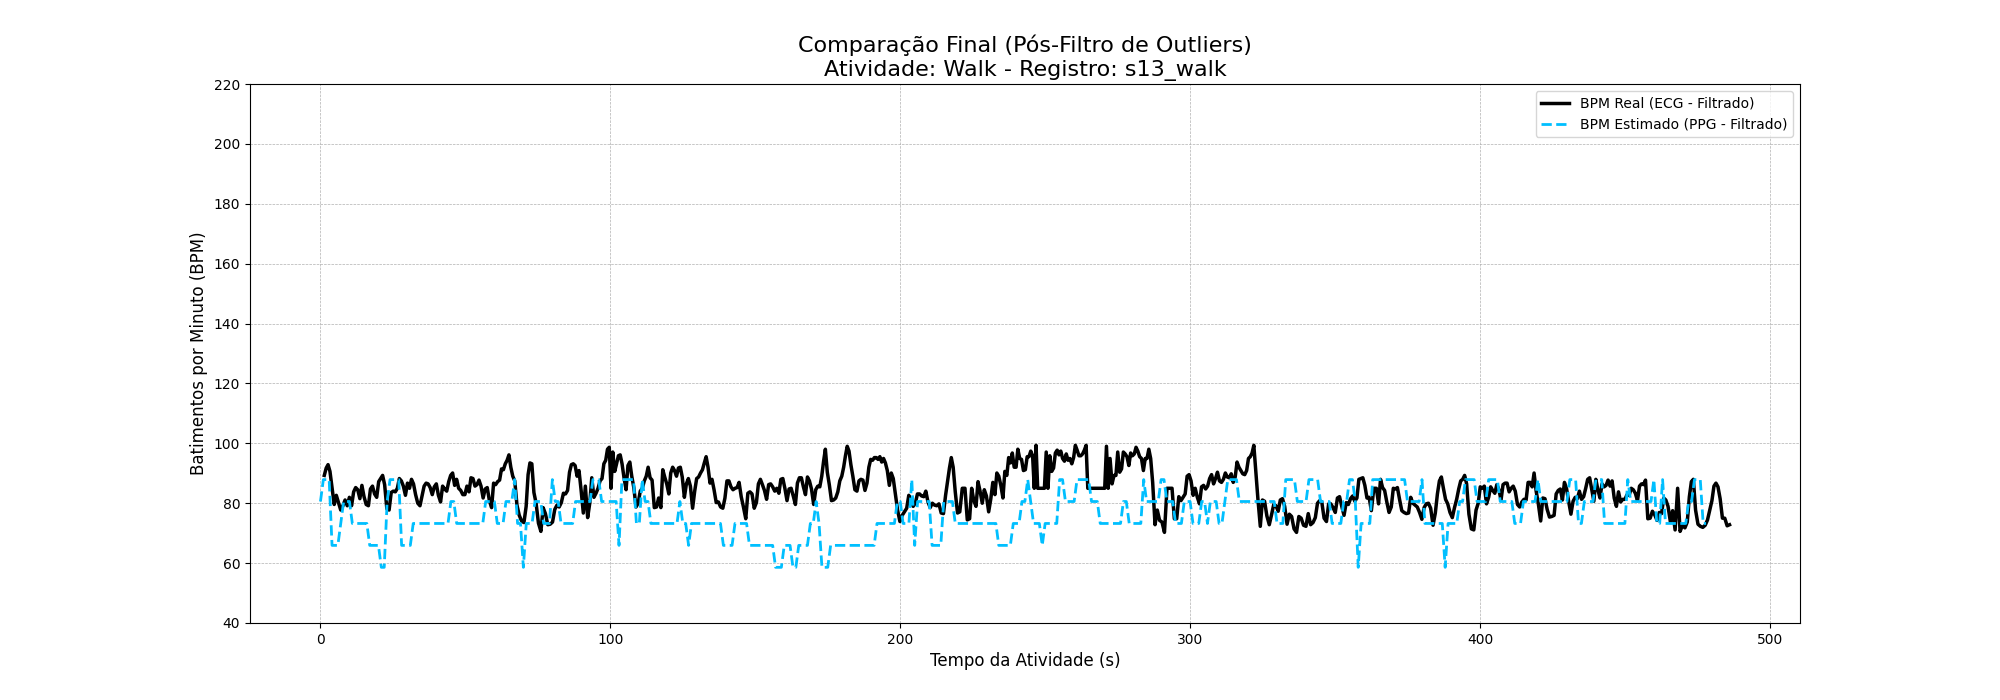 Comparação Final (Pós-Filtro de Outliers)
Atividade: Walk - Registro: s13_walk
BPM Real (ECG - Filtrado)
BPM Estimado (PPG - Filtrado)
Batimentos por Minuto (BPM)
220
200
180
160
140
120
100
80
60
40
0
100
200
300
400
500
Tempo da Atividade (s)